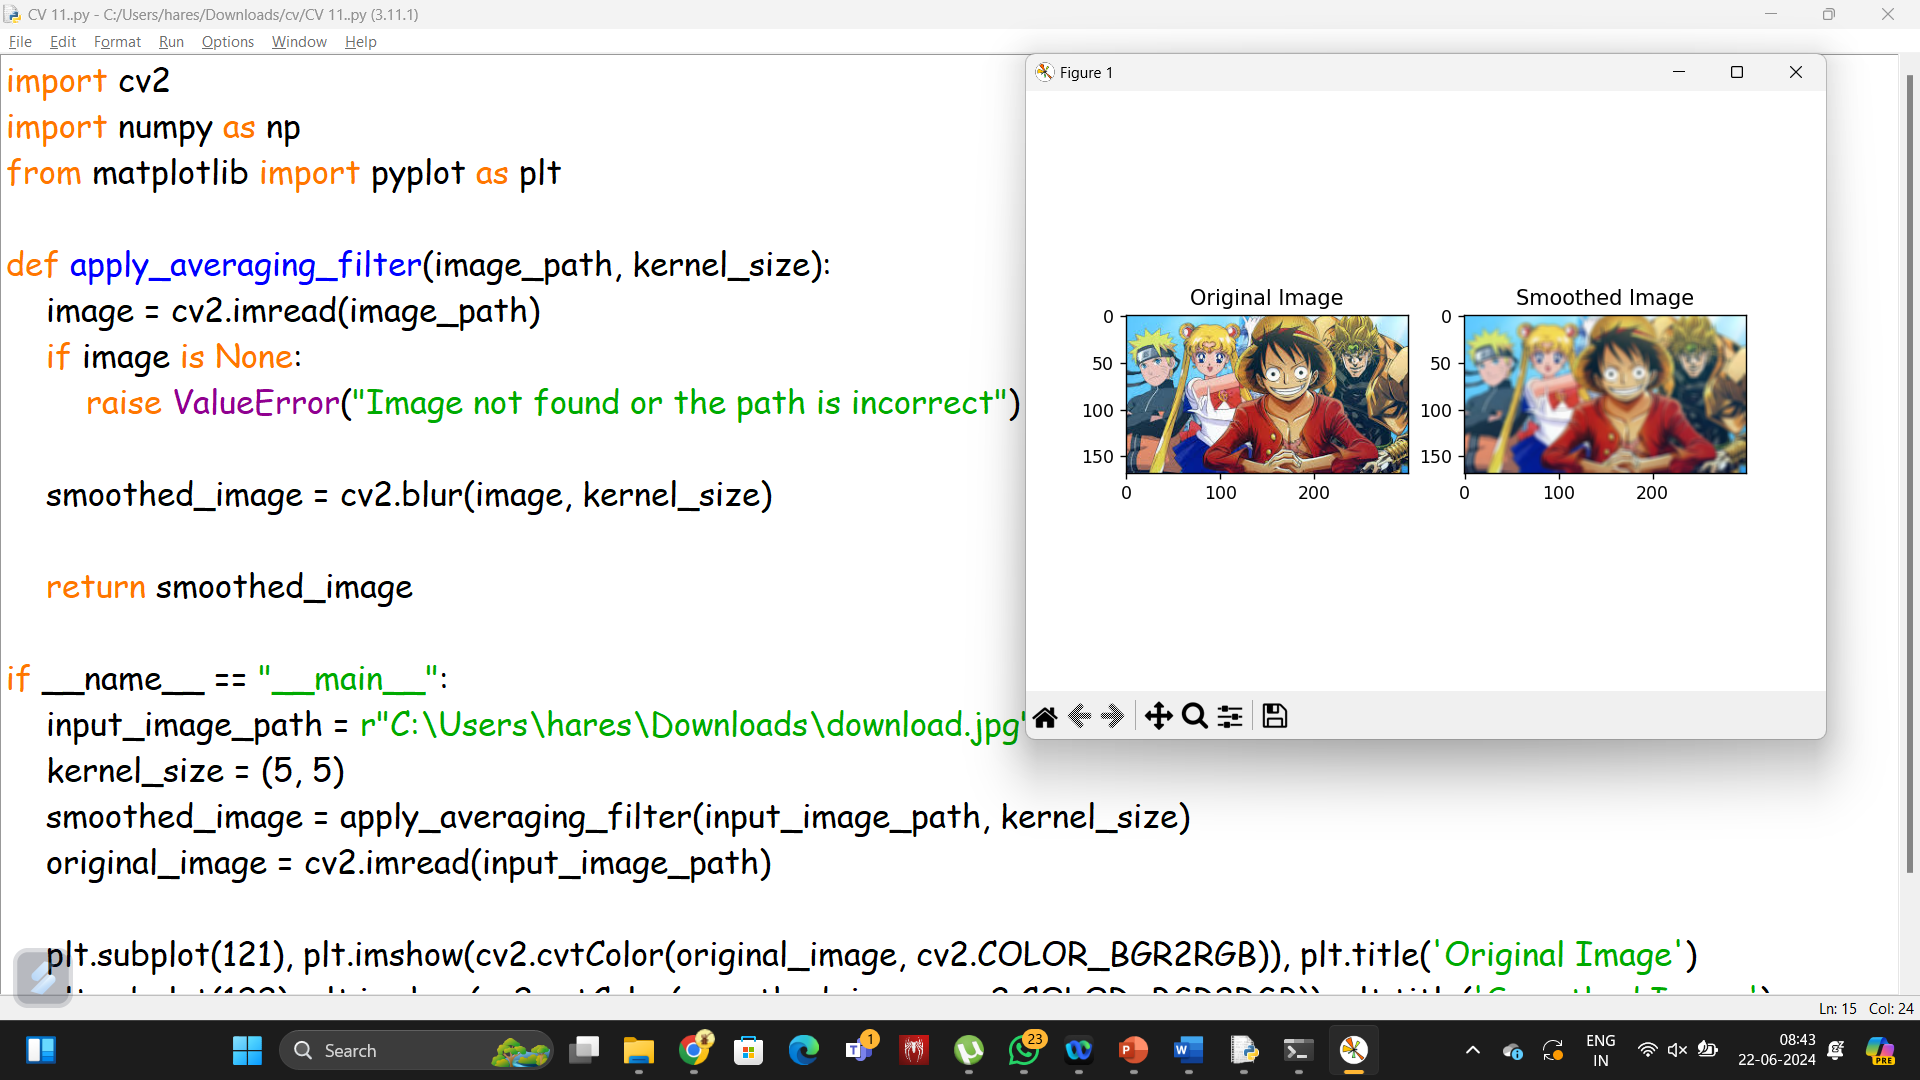 CV 11..py - C:/Users/hares/Downloads/cv/CV 11..py (3.11.1)
File Edit Format Run Options Window Help
import cv2
import numpy as np
from matplotlib import pyplot as plt
def apply_averaging_filter(image_path, kernel_size):
image = cv2.imread(image_path)
if image is None:
raise ValueError("Image not found or the path is incorrect")
smoothed_image = cv2.blur(image, kernel_size)
return smoothed_image
if __name__ == "__main__":
input_image_path = r"C:\Users\hares\Downloads\download.jpg"
kernel_size = (5, 5)
smoothed_image = apply_averaging_filter(input_image_path, kernel_size)
original_image = cv2.imread(input_image_path)
plt.subplot(121), plt.imshow(cv2.cvtColor(original_image, cv2.COLOR_BGR2RGB)), plt.title('Original Image')
Figure 1
Original Image
0
50
100
150
0 100 200
Smoothed Image
0
50
100
150
0 100 200
Ln: 15 Col: 24
Search
1
23
ENG
IN
08:43
22-06-2024
PRE